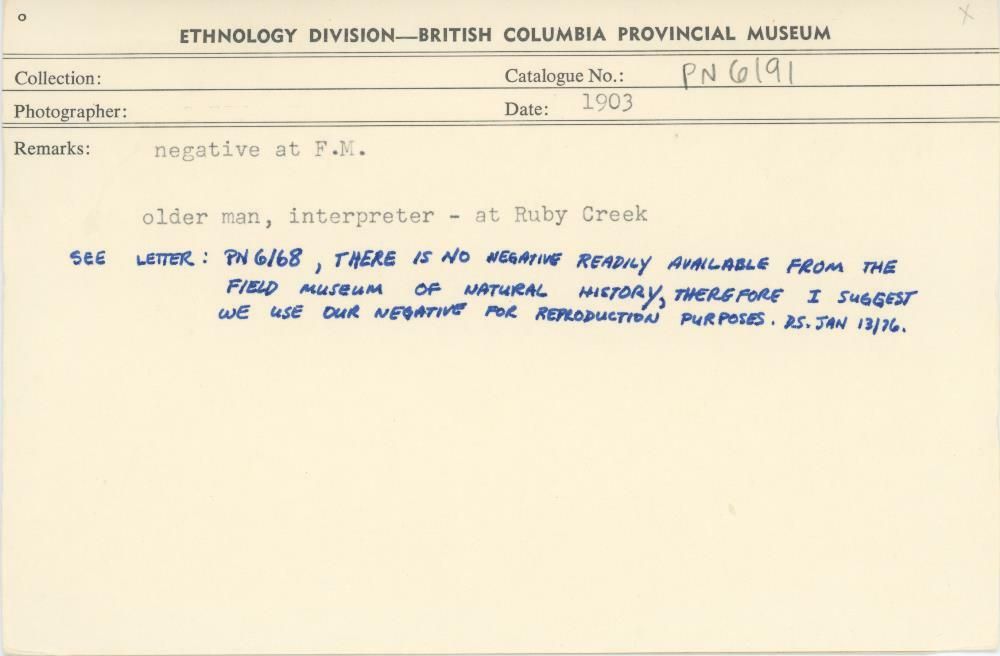 ETHNOLOGY DIVISION—BRITISH COLUMBIA PROVINCIAL MUSEUM
X
Collection: Catalogue No.: PN 6191
Photographer: Date: 1903
Remarks: negative at F.M.
older man, interpreter - at Ruby Creek
SEE LETTER: PN 6168, THERE IS NO NEGATIVE READILY AVAILABLE FROM THE
FIELD MUSEUM OF NATURAL HISTORY, THEREFORE I SUGGEST
WE USE OUR NEGATIVE FOR REPRODUCTION PURPOSES. DS. JAN 13/76.